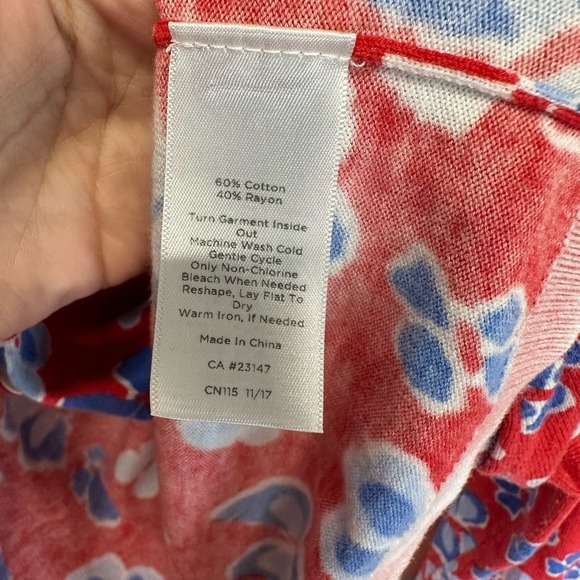 60% Cotton
40% Rayon
Turn Garment Inside
Out
Machine Wash Cold
Gentle Cycle
Only Non-Chlorine
Bleach When Needed
Reshape, Lay Flat To
Dry
Warm Iron, If Needed
Made In China
CA #23147
CN115 11/17